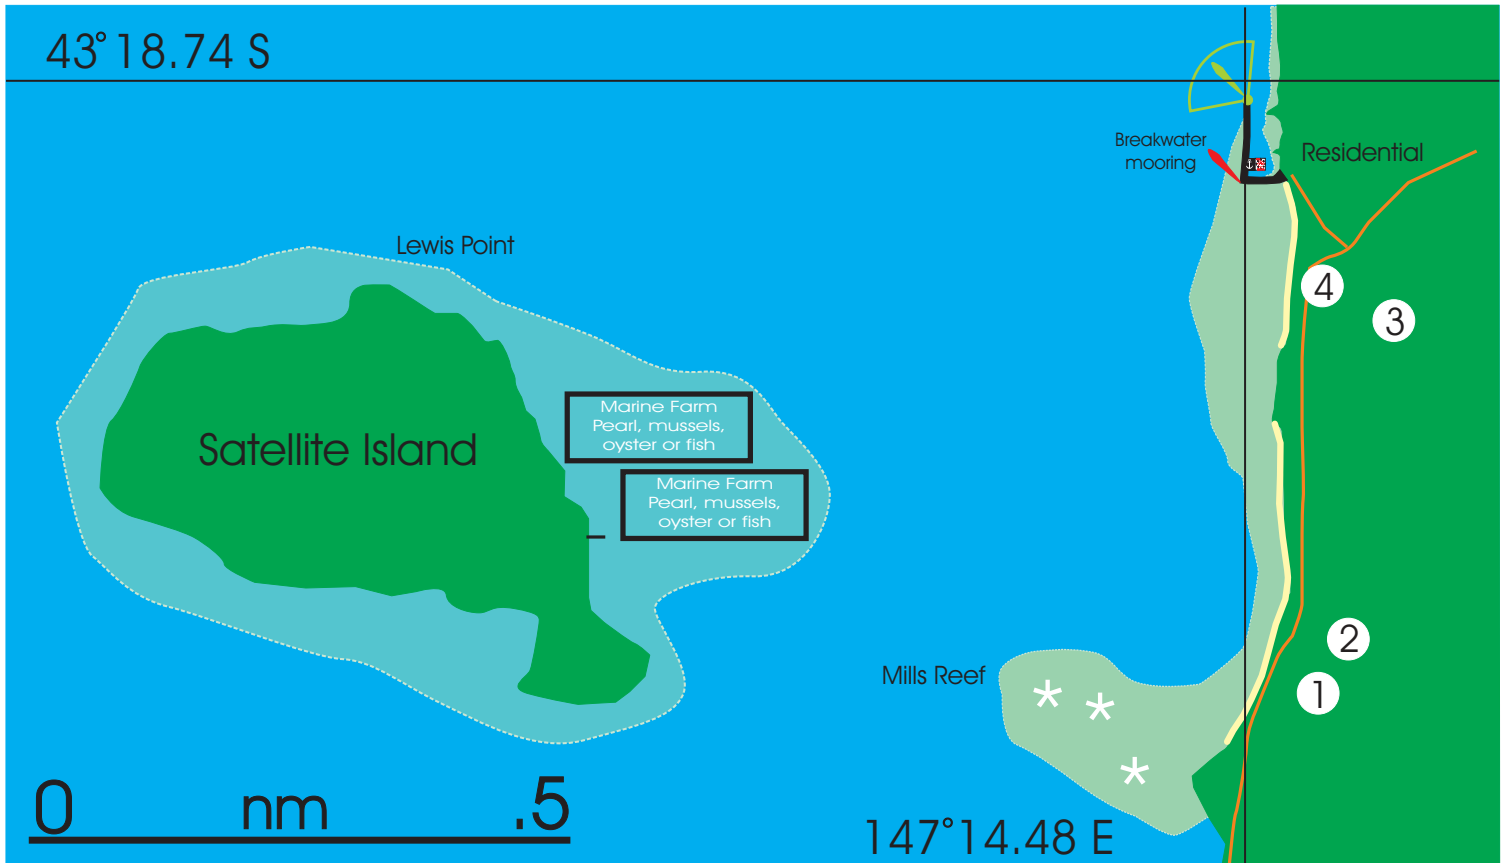 43°18.74 S
Breakwater
mooring
Residential
Lewis Point
4
3
Marine Farm
Pearl, mussels,
oyster or fish
Satellite Island
Marine Farm
Pearl, mussels,
oyster or fish
2
Mills Reef
1
0 nm .5
147°14.48 E